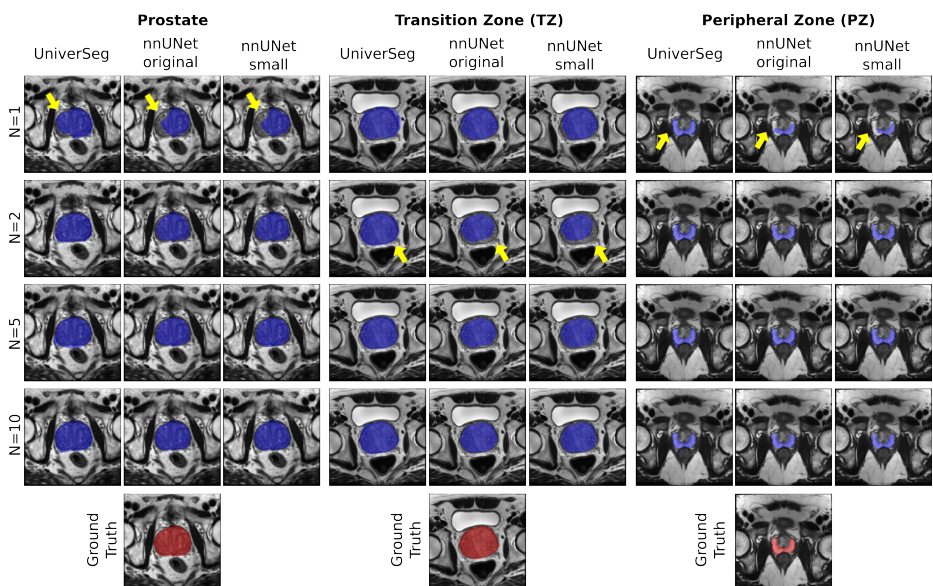 Prostate
Transition Zone (TZ)
Peripheral Zone (PZ)
UniverSeg
nnUNet
original
nnUNet
small
UniverSeg
nnUNet
original
nnUNet
small
UniverSeg
nnUNet
original
nnUNet
small
N=1
N=2
N=5
N=10
Ground
Truth
Ground
Truth
Ground
Truth